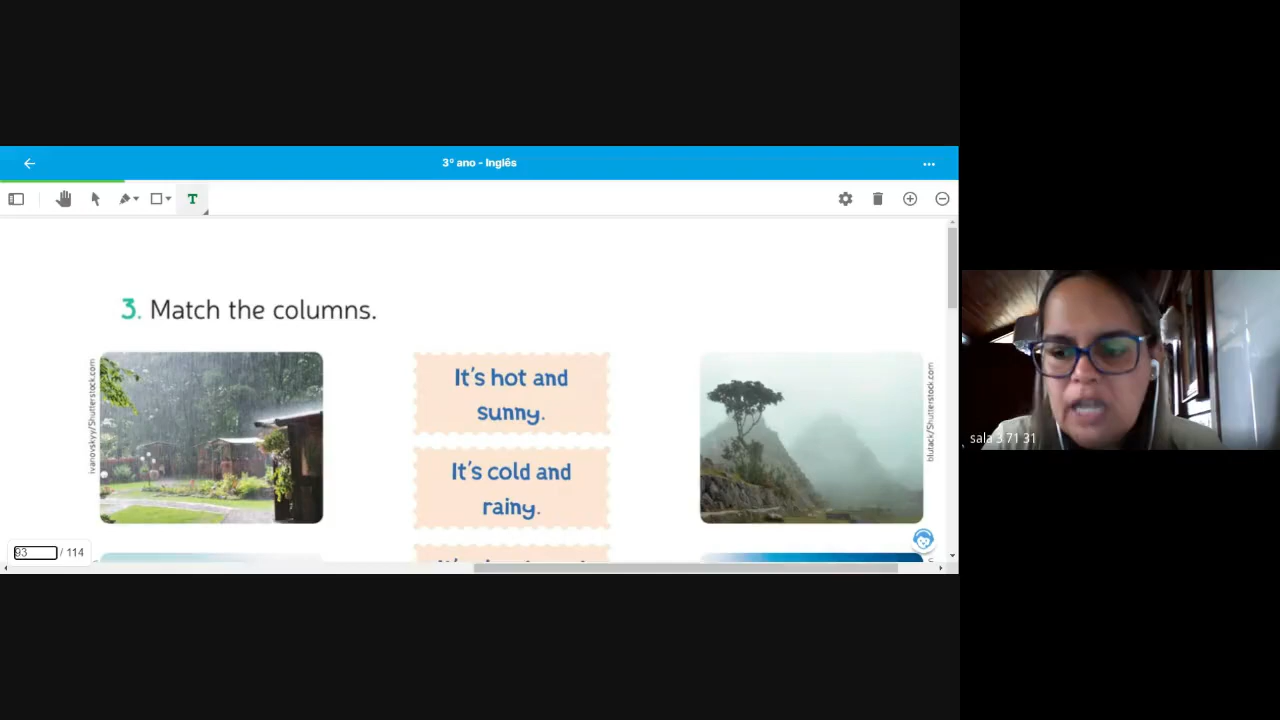 3º ano - Inglês
T
3. Match the columns.
ivanovskyy/Shutterstock.com
It's hot and
sunny.
It's cold and
rainy.
blutack/Shutterstock.com
sala 3 71 31
93 / 114